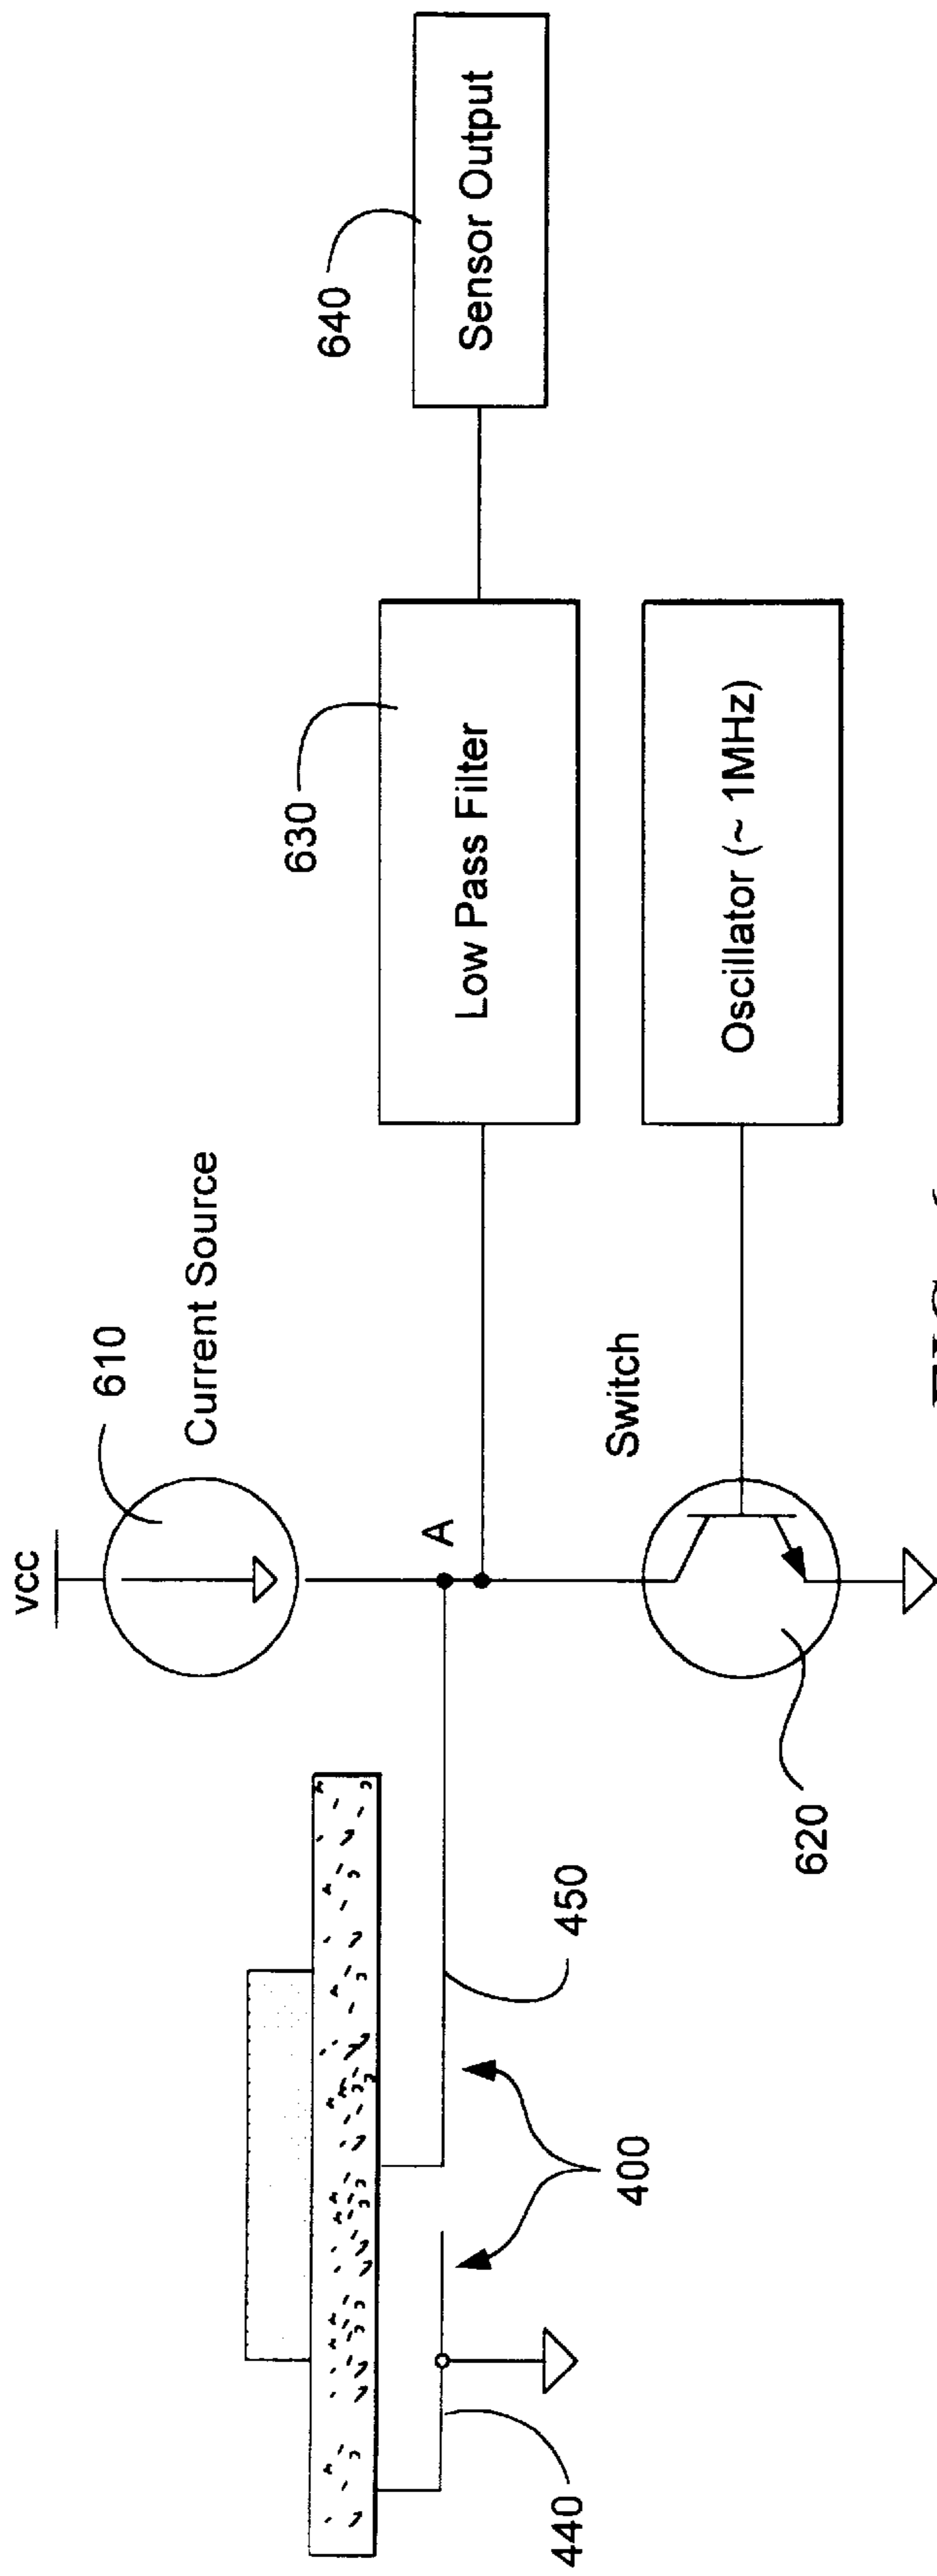 vcc
610
Current Source
A
640
Sensor Output
630
Low Pass Filter
Oscillator (~ 1MHz)
Switch
620
450
400
440